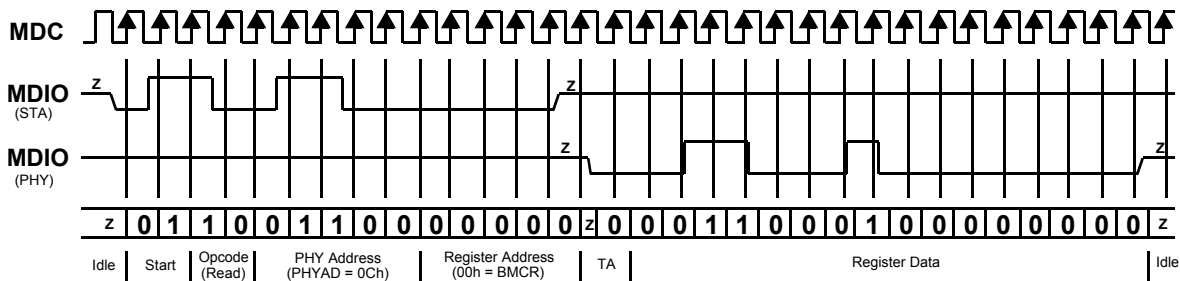 MDC
z
MDIO
(STA)
z
MDIO
(PHY)
z
z
z 0 1 1 0 0 1 1 0 0 0 0 0 0 0 z 0 0 0 1 1 0 0 0 1 0 0 0 0 0 0 0 0 z
Idle Start Opcode PHY Address Register Address TA Register Data Idle
(Read) (PHYAD = 0Ch) (00h = BMCR)